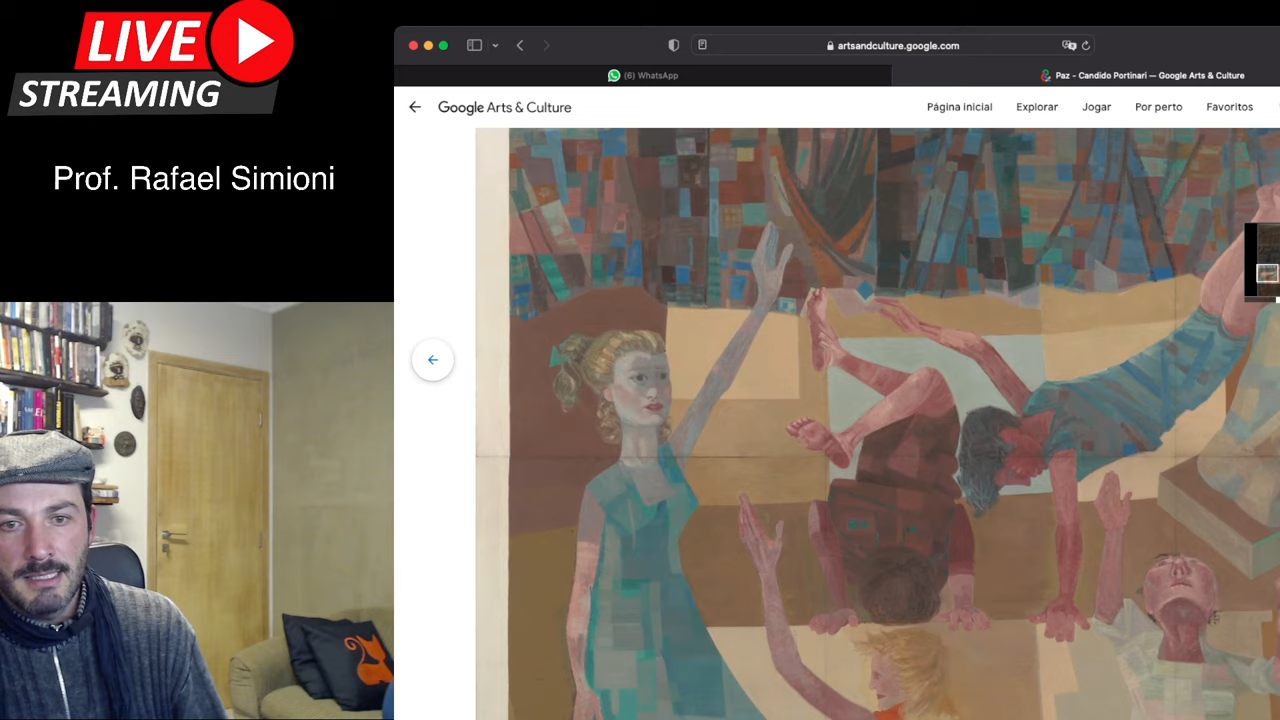 LIVE
STREAMING
Prof. Rafael Simioni
artsandculture.google.com
(6) WhatsApp
Paz - Candido Portinari — Google Arts & Culture
Google Arts & Culture
Página inicial
Explorar
Jogar
Por perto
Favoritos